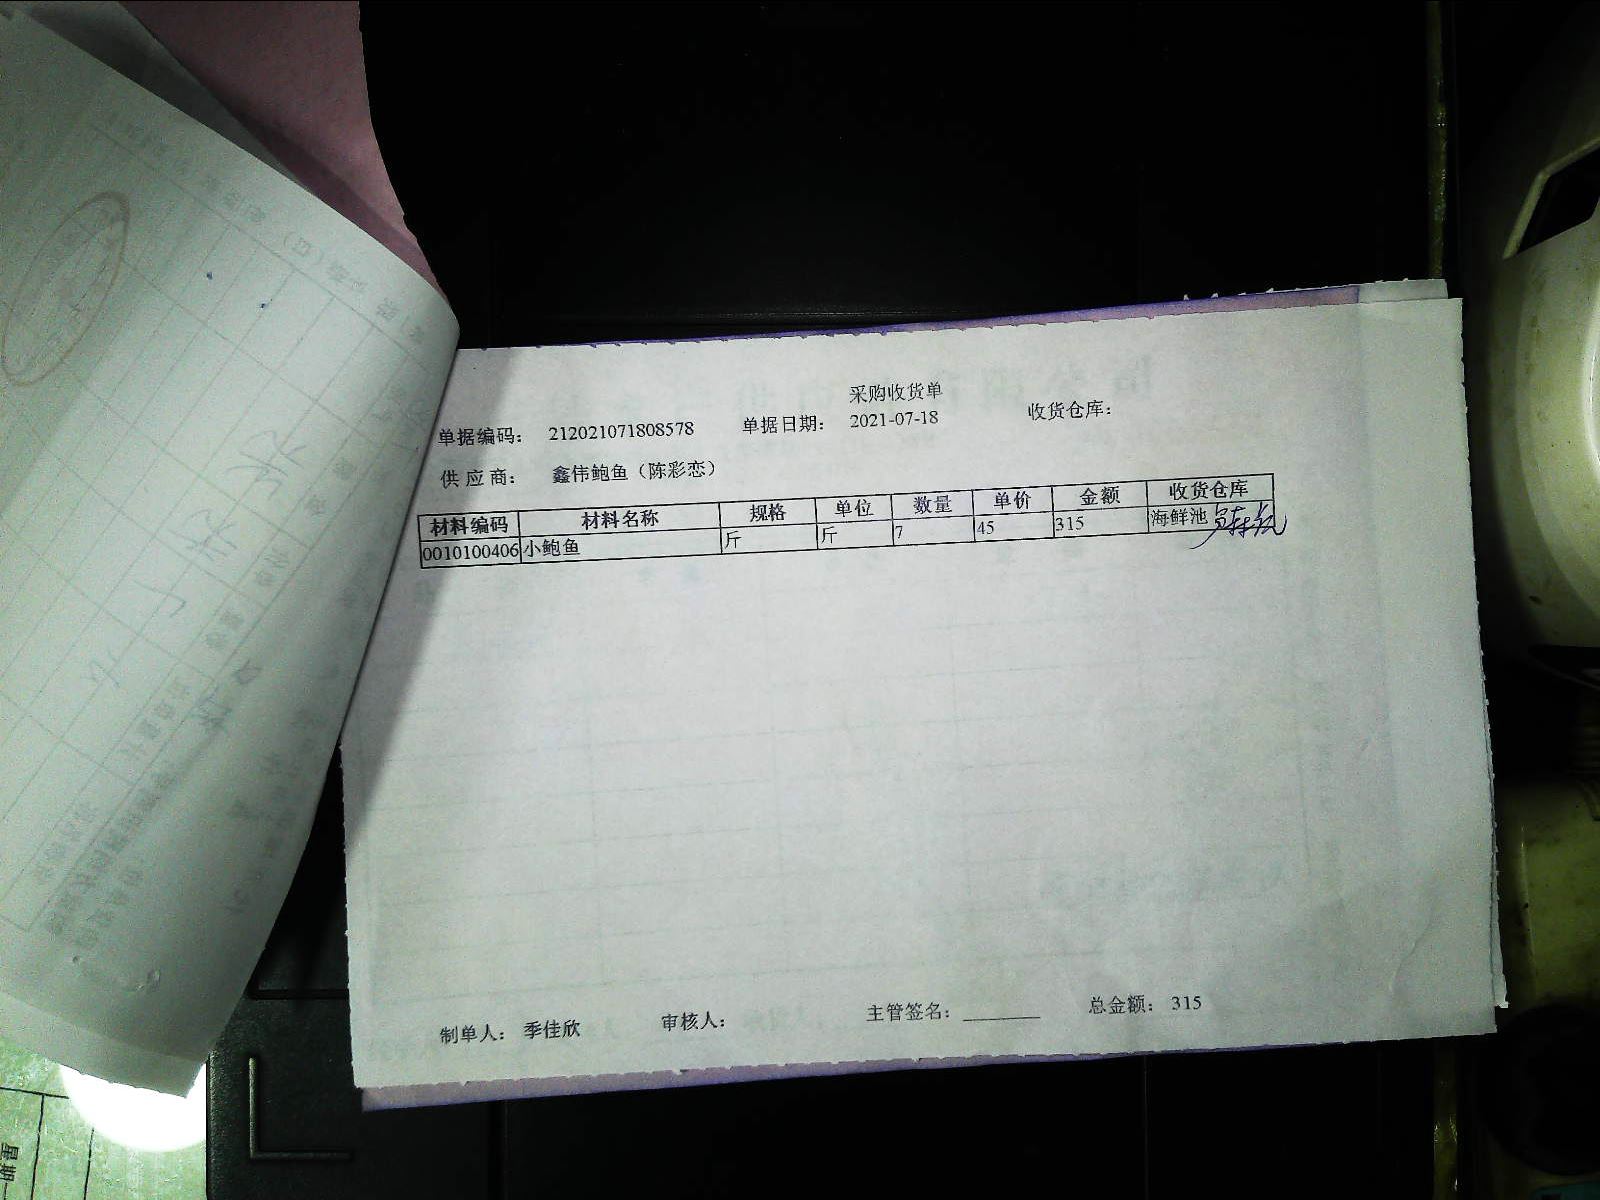 采购收货单
单据编码： 212021071808578 单据日期： 2021-07-18 收货仓库：
供 应 商： 鑫伟鲍鱼（陈彩恋）
材料编码 材料名称 规格 单位 数量 单价 金额 收货仓库
0010100406 小鲍鱼 斤 斤 7 45 315 海鲜池
制单人： 季佳欣 审核人： 主管签名：________ 总金额： 315
星期一